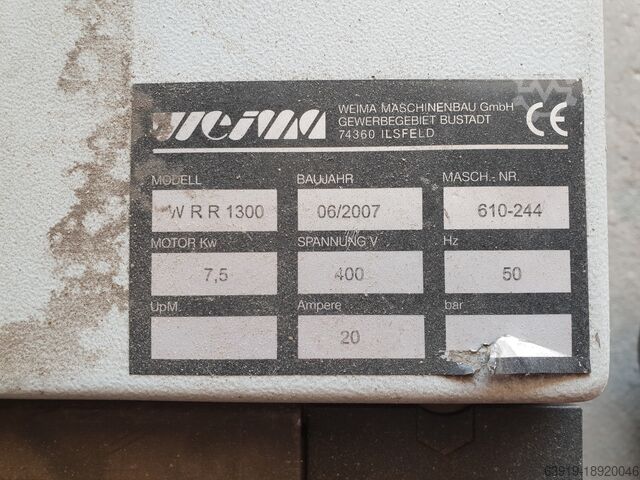 weima
WEIMA MASCHINENBAU GmbH
GEWERBEGEBIET BUSTADT
74360 ILSFELD
CE
MODELL BAUJAHR MASCH.-NR.
W R R 1300 06/2007 610-244
MOTOR Kw SPANNUNG V Hz
7,5 400 50
UpM. Ampere bar
20
63919-18920046